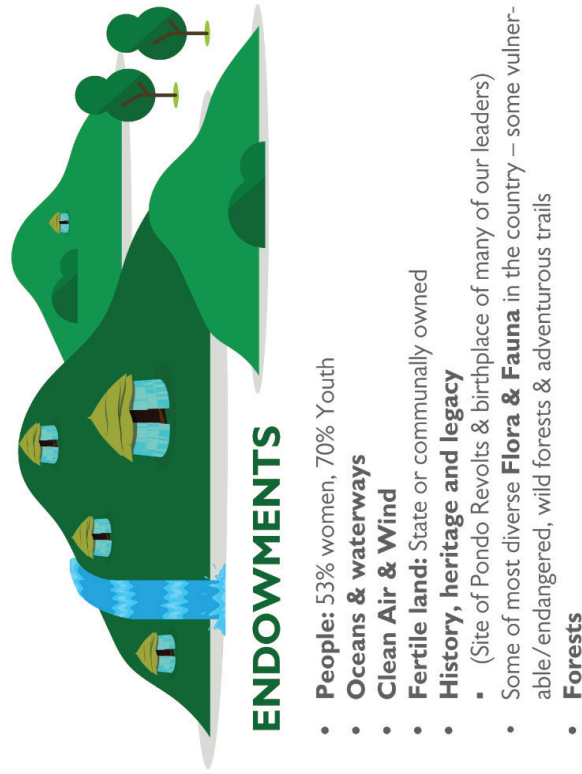 ENDOWMENTS
• People: 53% women, 70% Youth
• Oceans & waterways
• Clean Air & Wind
• Fertile land: State or communally owned
• History, heritage and legacy
▪ (Site of Pondo Revolts & birthplace of many of our leaders)
• Some of most diverse Flora & Fauna in the country – some vulner-
able/endangered, wild forests & adventurous trails
• Forests